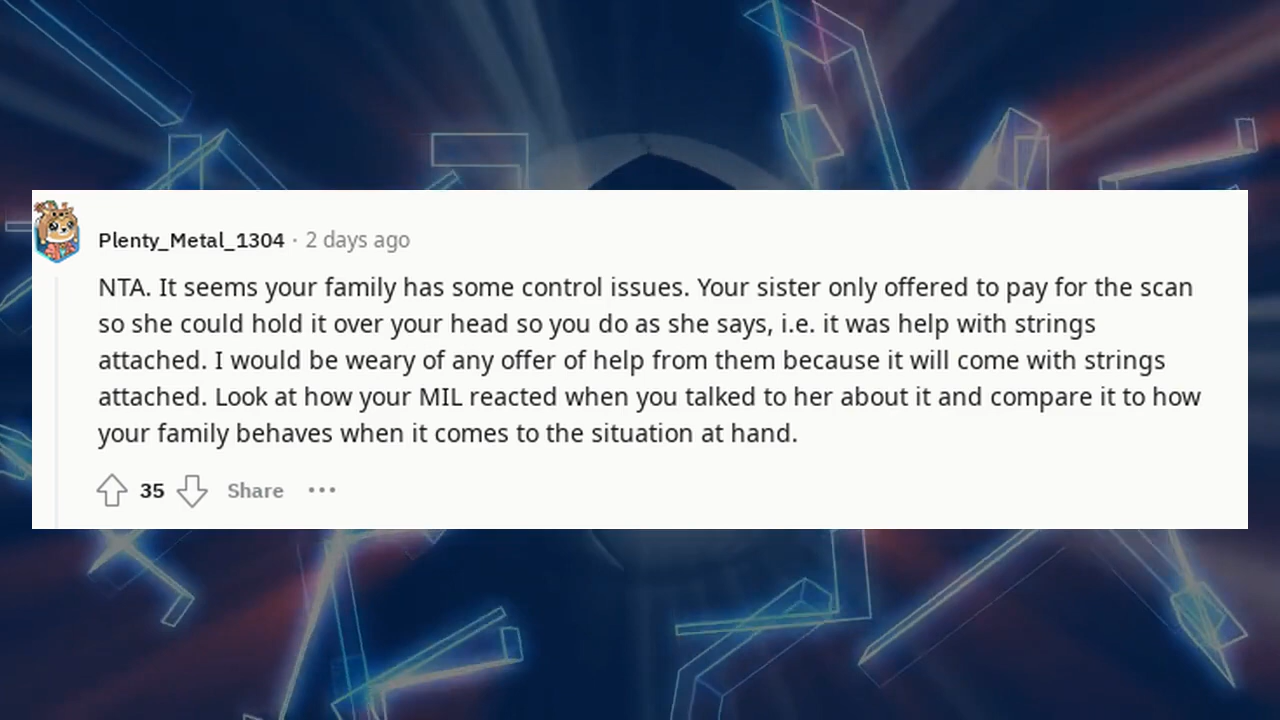 Plenty_Metal_1304 · 2 days ago
NTA. It seems your family has some control issues. Your sister only offered to pay for the scan
so she could hold it over your head so you do as she says, i.e. it was help with strings
attached. I would be weary of any offer of help from them because it will come with strings
attached. Look at how your MIL reacted when you talked to her about it and compare it to how
your family behaves when it comes to the situation at hand.
35 Share ···